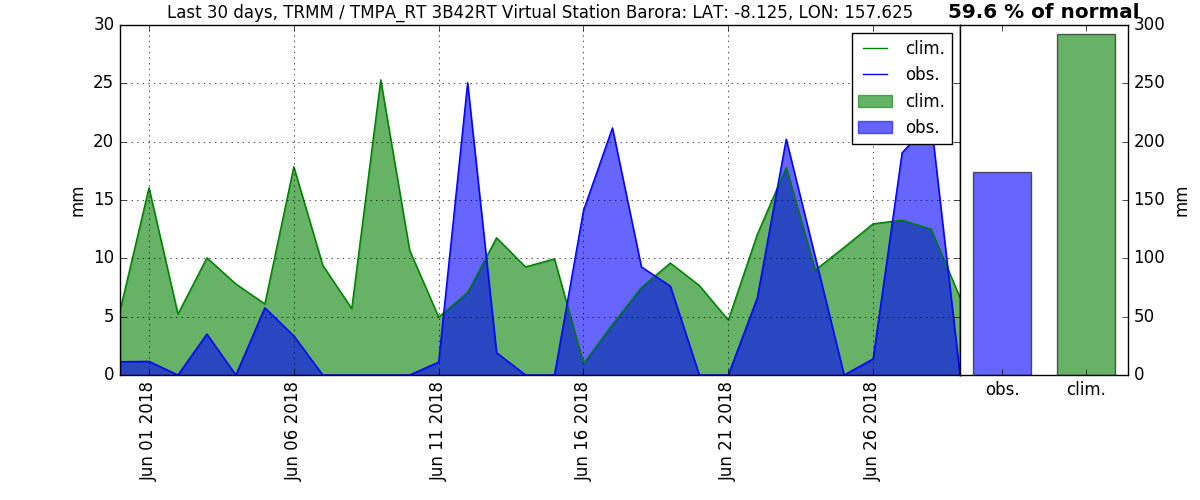 Last 30 days, TRMM / TMPA_RT 3B42RT Virtual Station Barora: LAT: -8.125, LON: 157.625
59.6 % of normal
30
25
20
15
10
5
0
mm
clim.
obs.
clim.
obs.
300
250
200
150
100
50
0
mm
obs.
clim.
Jun 01 2018
Jun 06 2018
Jun 11 2018
Jun 16 2018
Jun 21 2018
Jun 26 2018